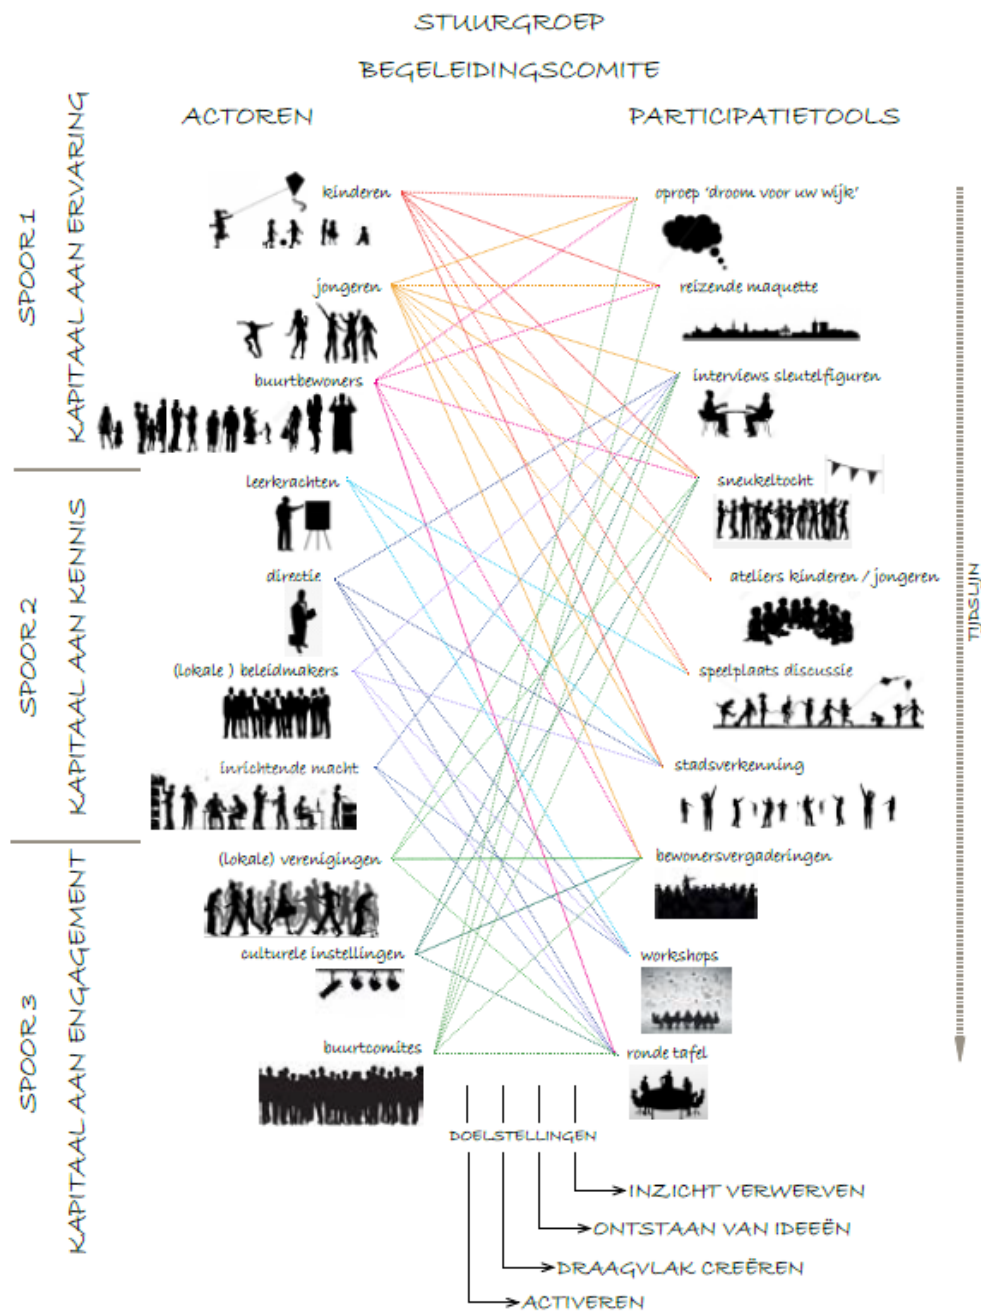 STUURGROEP
BEGELEIDINGSCOMITE
ACTOREN
PARTICIPATIETOOLS
SPOOR 1
KAPITAAL AAN ERVARING
kinderen
jongeren
buurtbewoners
SPOOR 2
KAPITAAL AAN KENNIS
leerkrachten
directie
(lokale ) beleidmakers
inrichtende macht
SPOOR 3
KAPITAAL AAN ENGAGEMENT
(lokale) verenigingen
culturele instellingen
buurtcomites
oproep 'droom voor uw wijk'
reizende maquette
interviews sleutelfiguren
sneukeltocht
ateliers kinderen / jongeren
speelplaats discussie
stadsverkenning
bewonersvergaderingen
workshops
ronde tafel
TIJDSLIJN
DOELSTELLINGEN
INZICHT VERWERVEN
ONTSTAAN VAN IDEEËN
DRAAGVLAK CREËREN
ACTIVEREN